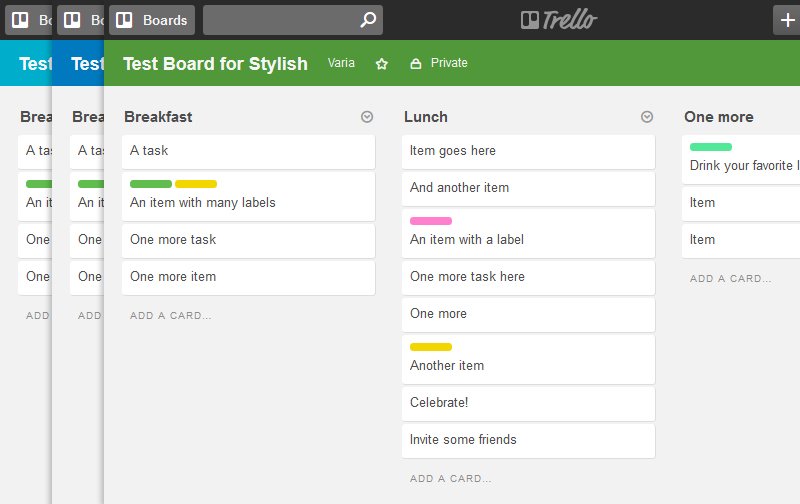 Bo
Bo
Boards
Trello
Test
Test
Test Board for Stylish
Varia
Private
Brea
Brea
Breakfast
Lunch
One more
A tas
A tas
A task
Item goes here
Drink your favorite l
And another item
An it
An it
An item with many labels
Item
An item with a label
One
One
One more task
Item
One
One
One more item
One more task here
ADD A CARD...
ADD
ADD
ADD A CARD...
One more
Another item
Celebrate!
Invite some friends
ADD A CARD...